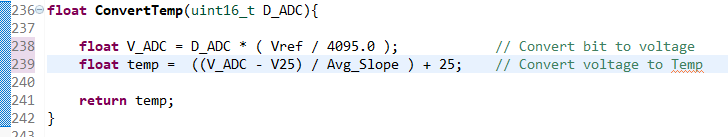 236 float ConvertTemp(uint16_t D_ADC){
237
238 float V_ADC = D_ADC * ( Vref / 4095.0 ); // Convert bit to voltage
239 float temp = ((V_ADC - V25) / Avg_Slope ) + 25; // Convert voltage to Temp
240
241 return temp;
242 }
243